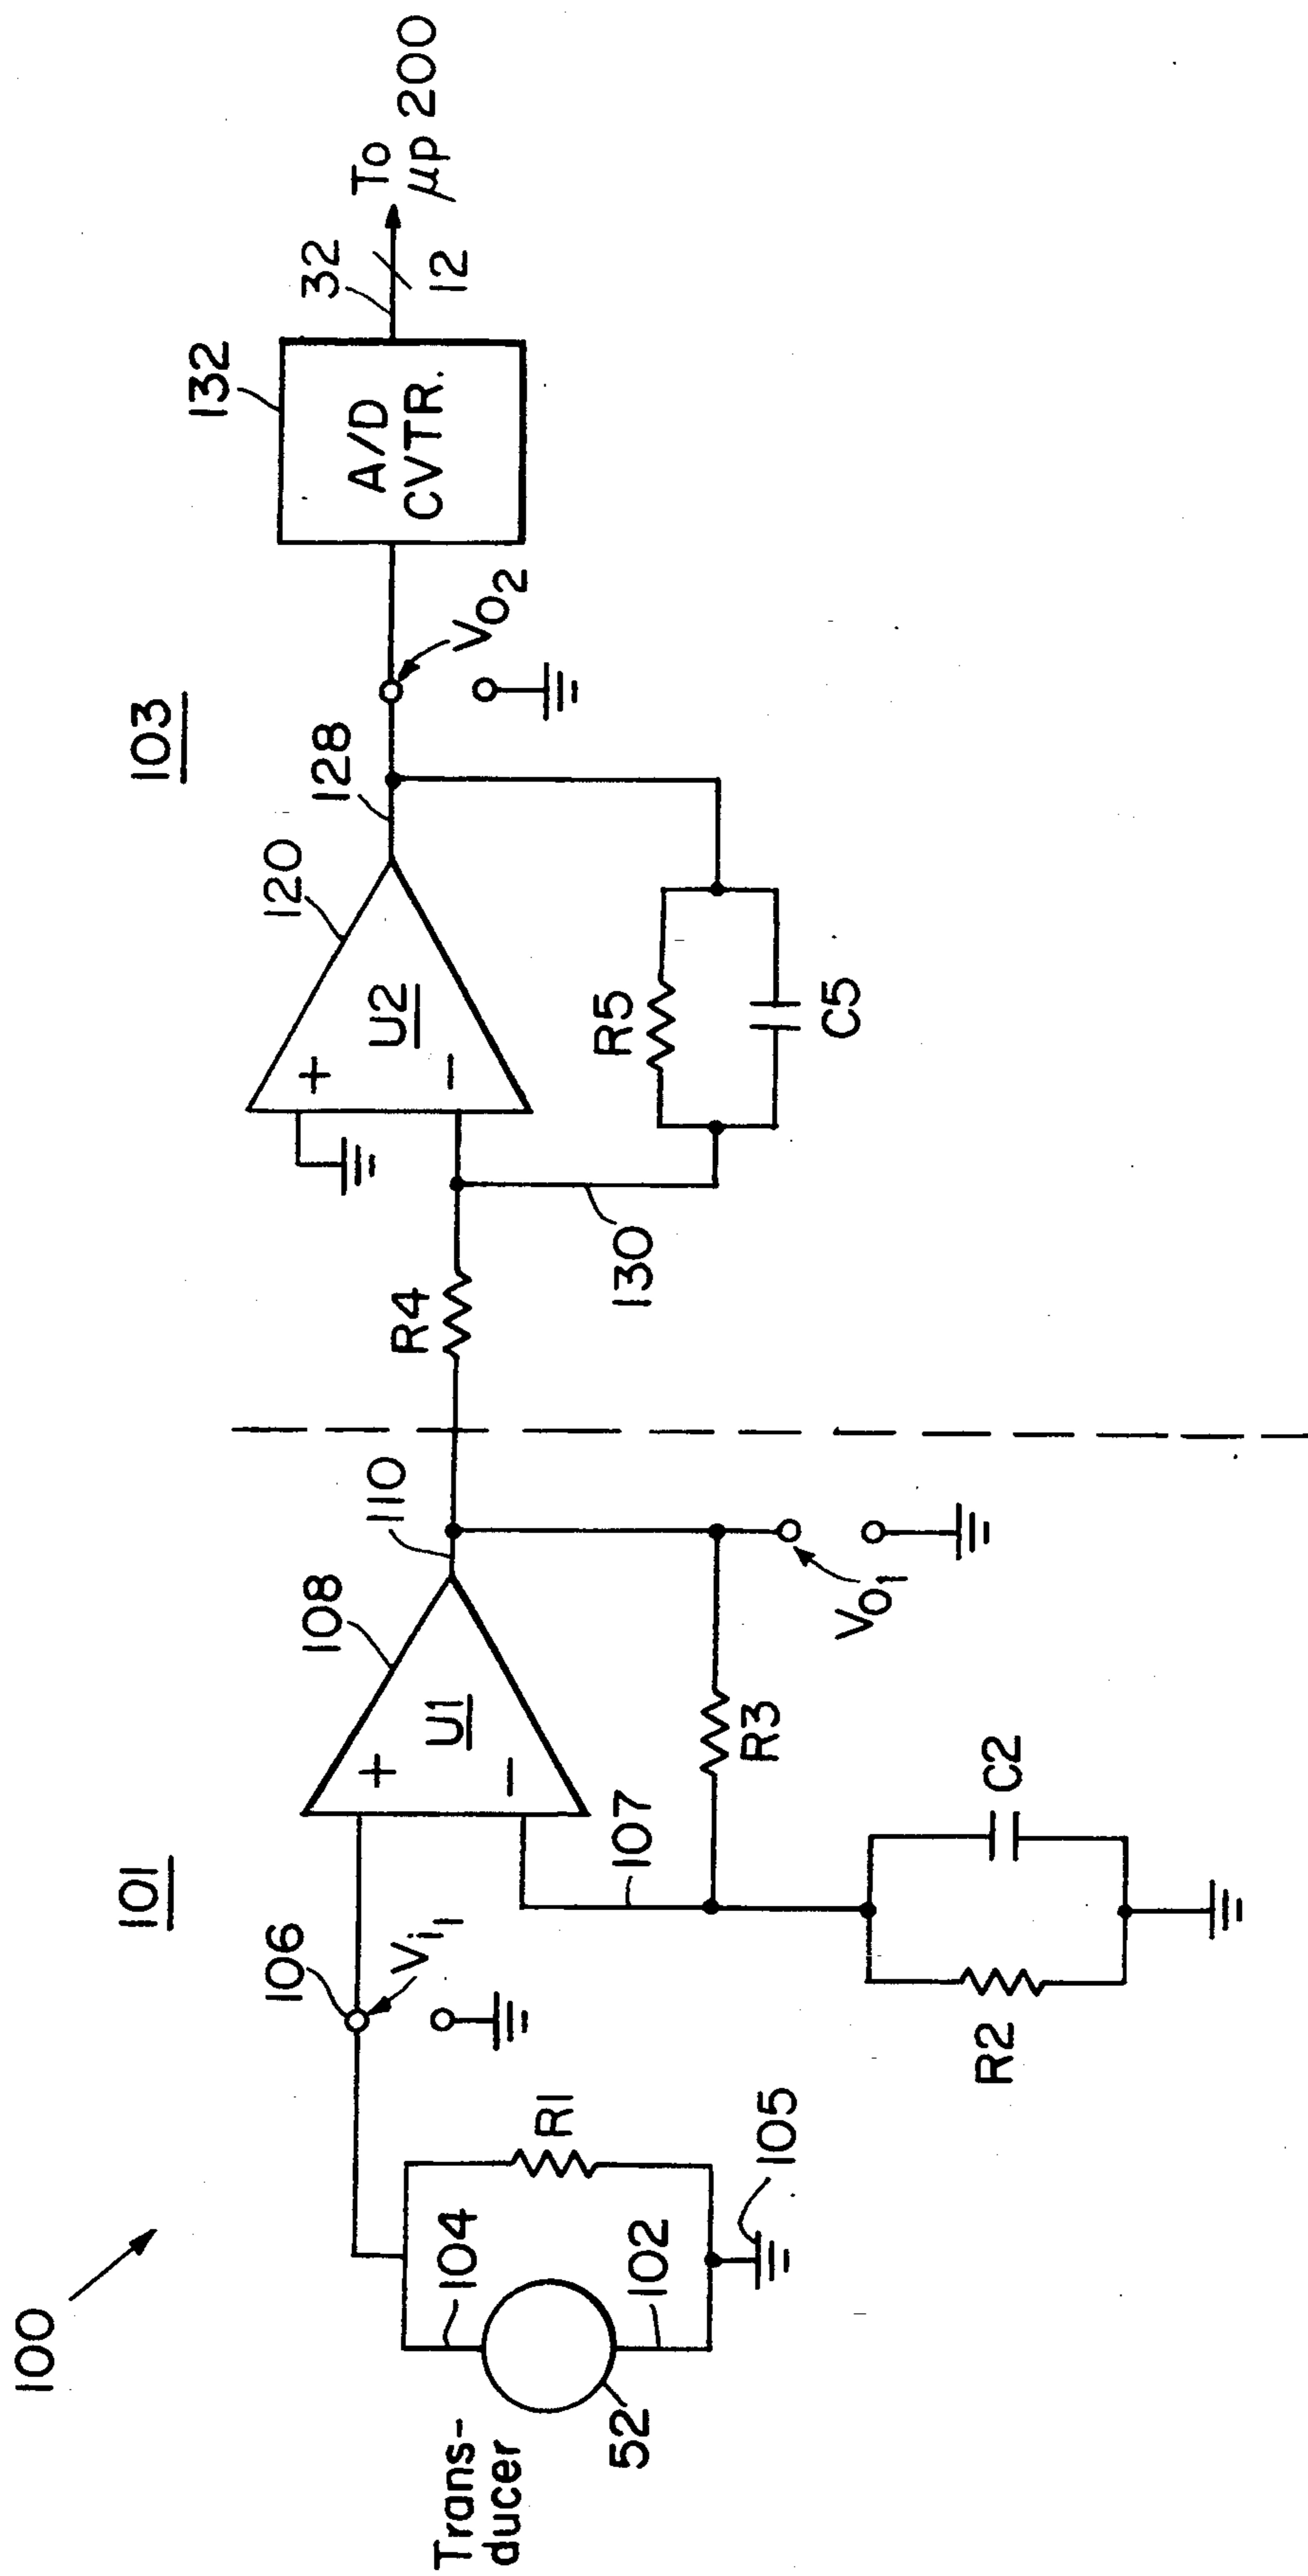 100
101
103
Trans-
ducer
52
104
102
105
R1
106
Vi1
107
108
U1
+
−
110
R3
VO1
R2
C2
R4
120
U2
+
−
128
130
R5
C5
VO2
132
A/D
CVTR.
32
12
To
μp 200